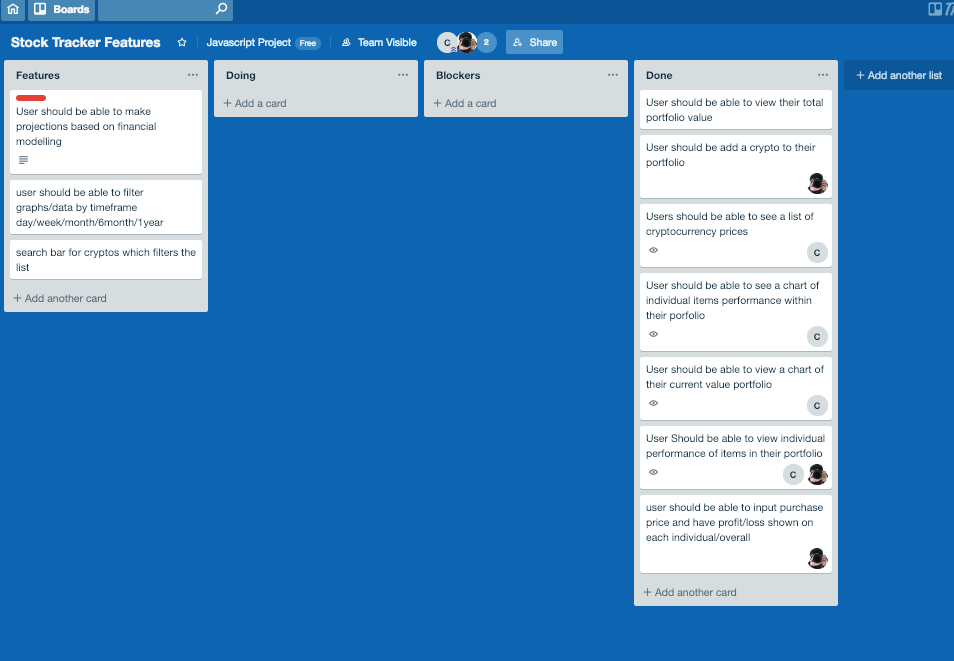 Boards
Stock Tracker Features
Javascript Project
Free
Team Visible
C
2
Share
Features
User should be able to make
projections based on financial
modelling
user should be able to filter
graphs/data by timeframe
day/week/month/6month/1year
search bar for cryptos which filters the
list
+ Add another card
Doing
+ Add a card
Blockers
+ Add a card
Done
User should be able to view their total
portfolio value
User should be add a crypto to their
portfolio
Users should be able to see a list of
cryptocurrency prices
C
User should be able to see a chart of
individual items performance within
their porfolio
C
User should be able to view a chart of
their current value portfolio
C
User Should be able to view individual
performance of items in their portfolio
C
user should be able to input purchase
price and have profit/loss shown on
each individual/overall
+ Add another card
+ Add another list